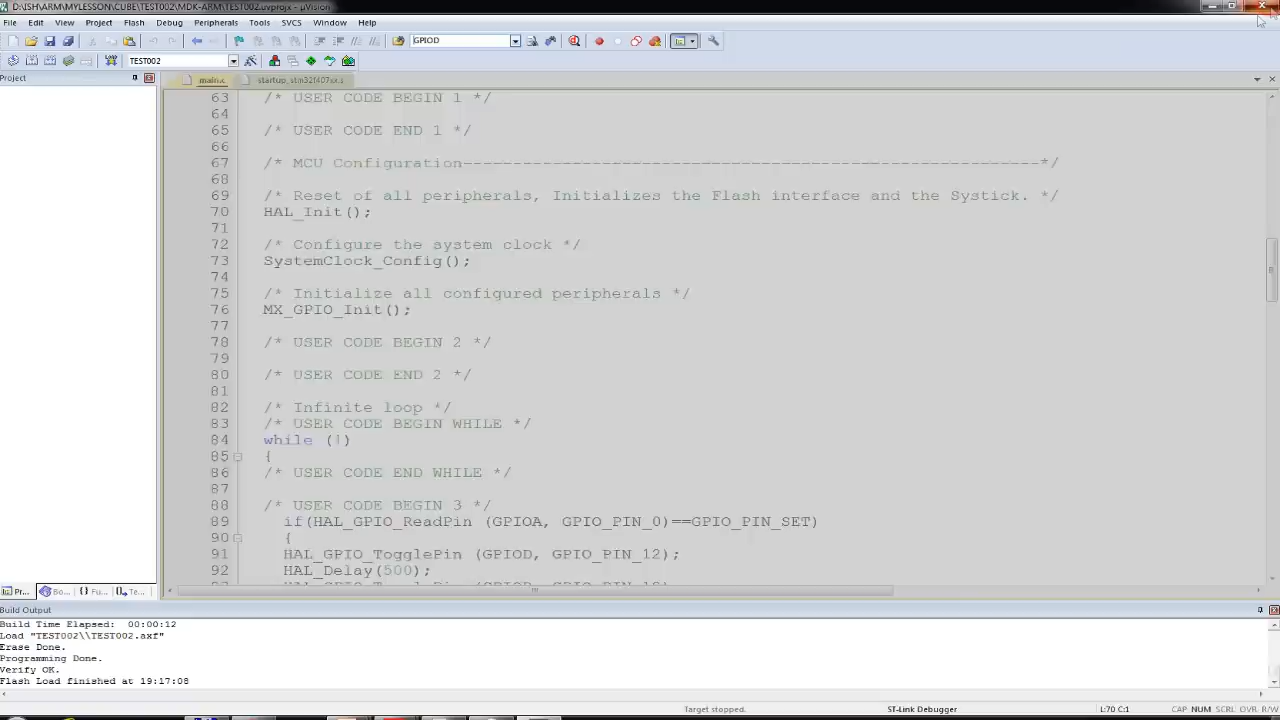 D:\ISH\ARM\MYLESSON\CUBE\TEST002\MDK-ARM\TEST002.uvprojx - µVision
File Edit View Project Flash Debug Peripherals Tools SVCS Window Help
GPIOD
TEST002
Project
main.c startup_stm32f407xx.s
63 /* USER CODE BEGIN 1 */
64
65 /* USER CODE END 1 */
66
67 /* MCU Configuration----------------------------------------------------------*/
68
69 /* Reset of all peripherals, Initializes the Flash interface and the Systick. */
70 HAL_Init();
71
72 /* Configure the system clock */
73 SystemClock_Config();
74
75 /* Initialize all configured peripherals */
76 MX_GPIO_Init();
77
78 /* USER CODE BEGIN 2 */
79
80 /* USER CODE END 2 */
81
82 /* Infinite loop */
83 /* USER CODE BEGIN WHILE */
84 while (1)
85 {
86 /* USER CODE END WHILE */
87
88 /* USER CODE BEGIN 3 */
89 if(HAL_GPIO_ReadPin (GPIOA, GPIO_PIN_0)==GPIO_PIN_SET)
90 {
91 HAL_GPIO_TogglePin (GPIOD, GPIO_PIN_12);
92 HAL_Delay(500);
Pr... Bo... {} Fu... Te...
Build Output
Build Time Elapsed: 00:00:12
Load "TEST002\\TEST002.axf"
Erase Done.
Programming Done.
Verify OK.
Flash Load finished at 19:17:08
Target stopped. ST-Link Debugger L:70 C:1 CAP NUM SCRL OVR R/W